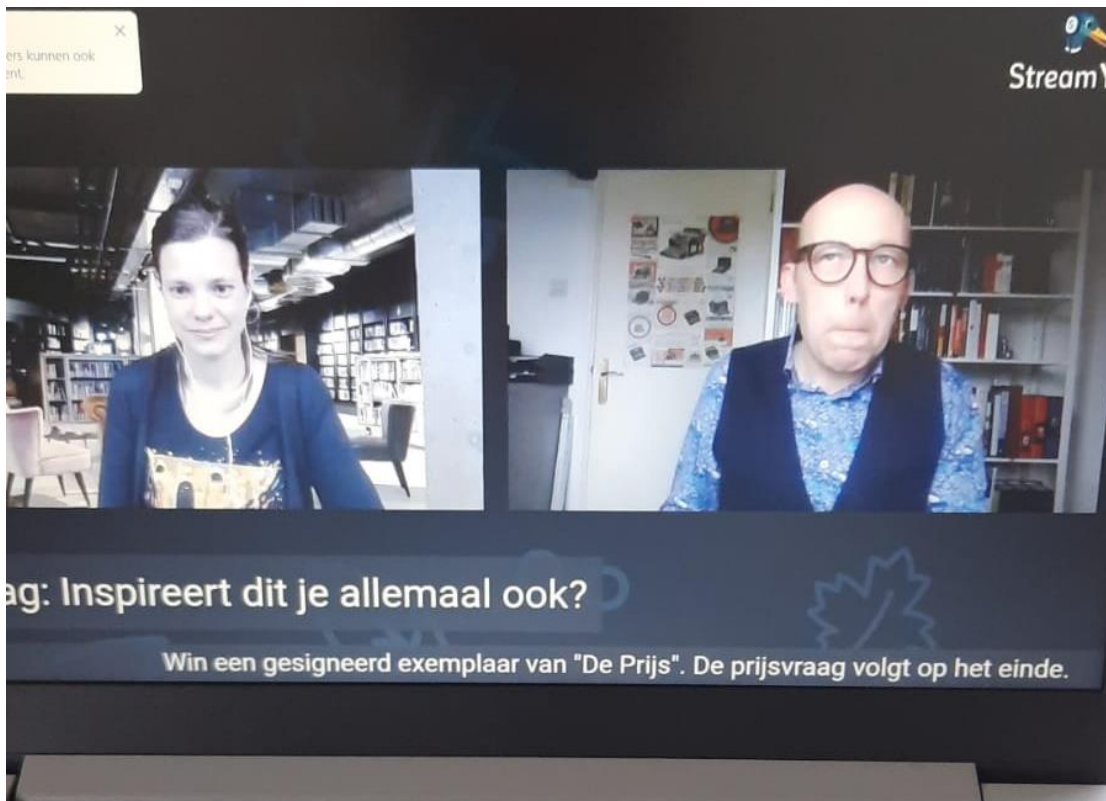 ers kunnen ook
ent.
Stream
ag: Inspireert dit je allemaal ook?
Win een gesigneerd exemplaar van "De Prijs". De prijsvraag volgt op het einde.